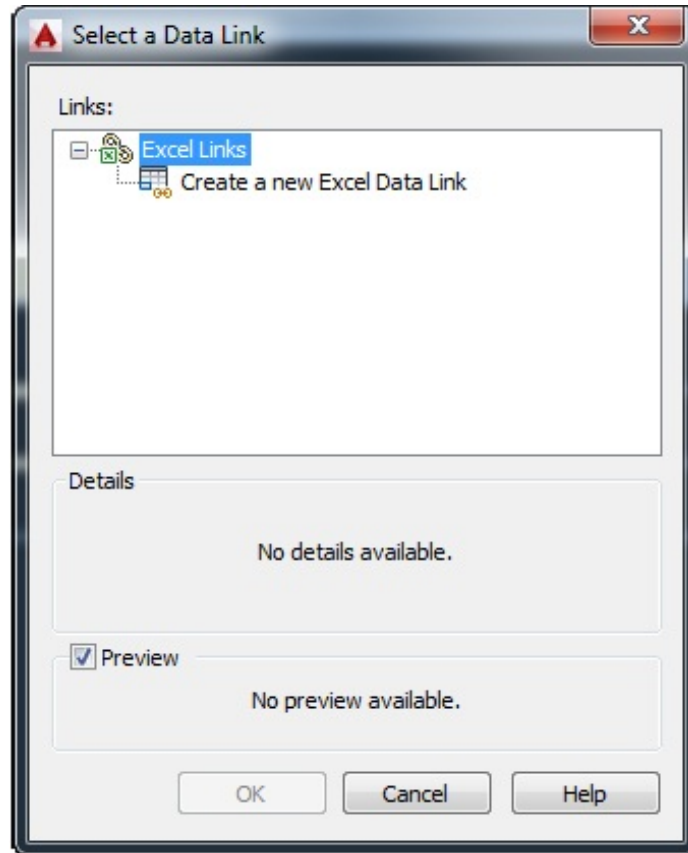 Select a Data Link
Links:
Excel Links
Create a new Excel Data Link
Details
No details available.
Preview
No preview available.
OK Cancel Help